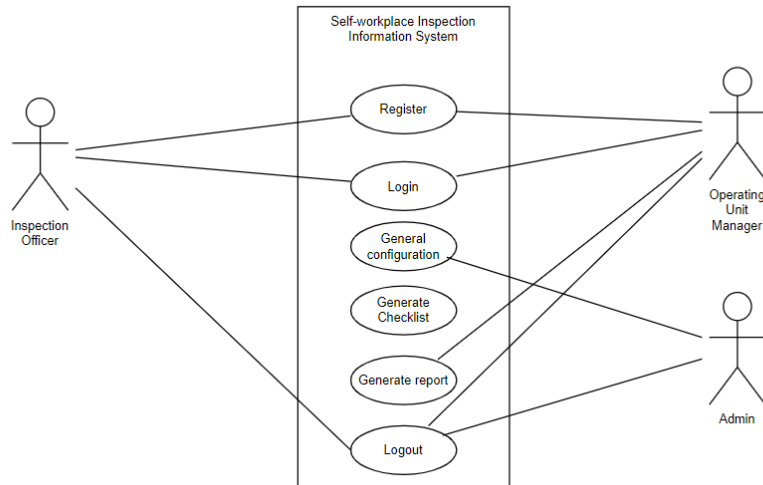 Self-workplace Inspection
Information System
Register
Login
General
configuration
Generate
Checklist
Generate report
Logout
Inspection
Officer
Operating
Unit
Manager
Admin